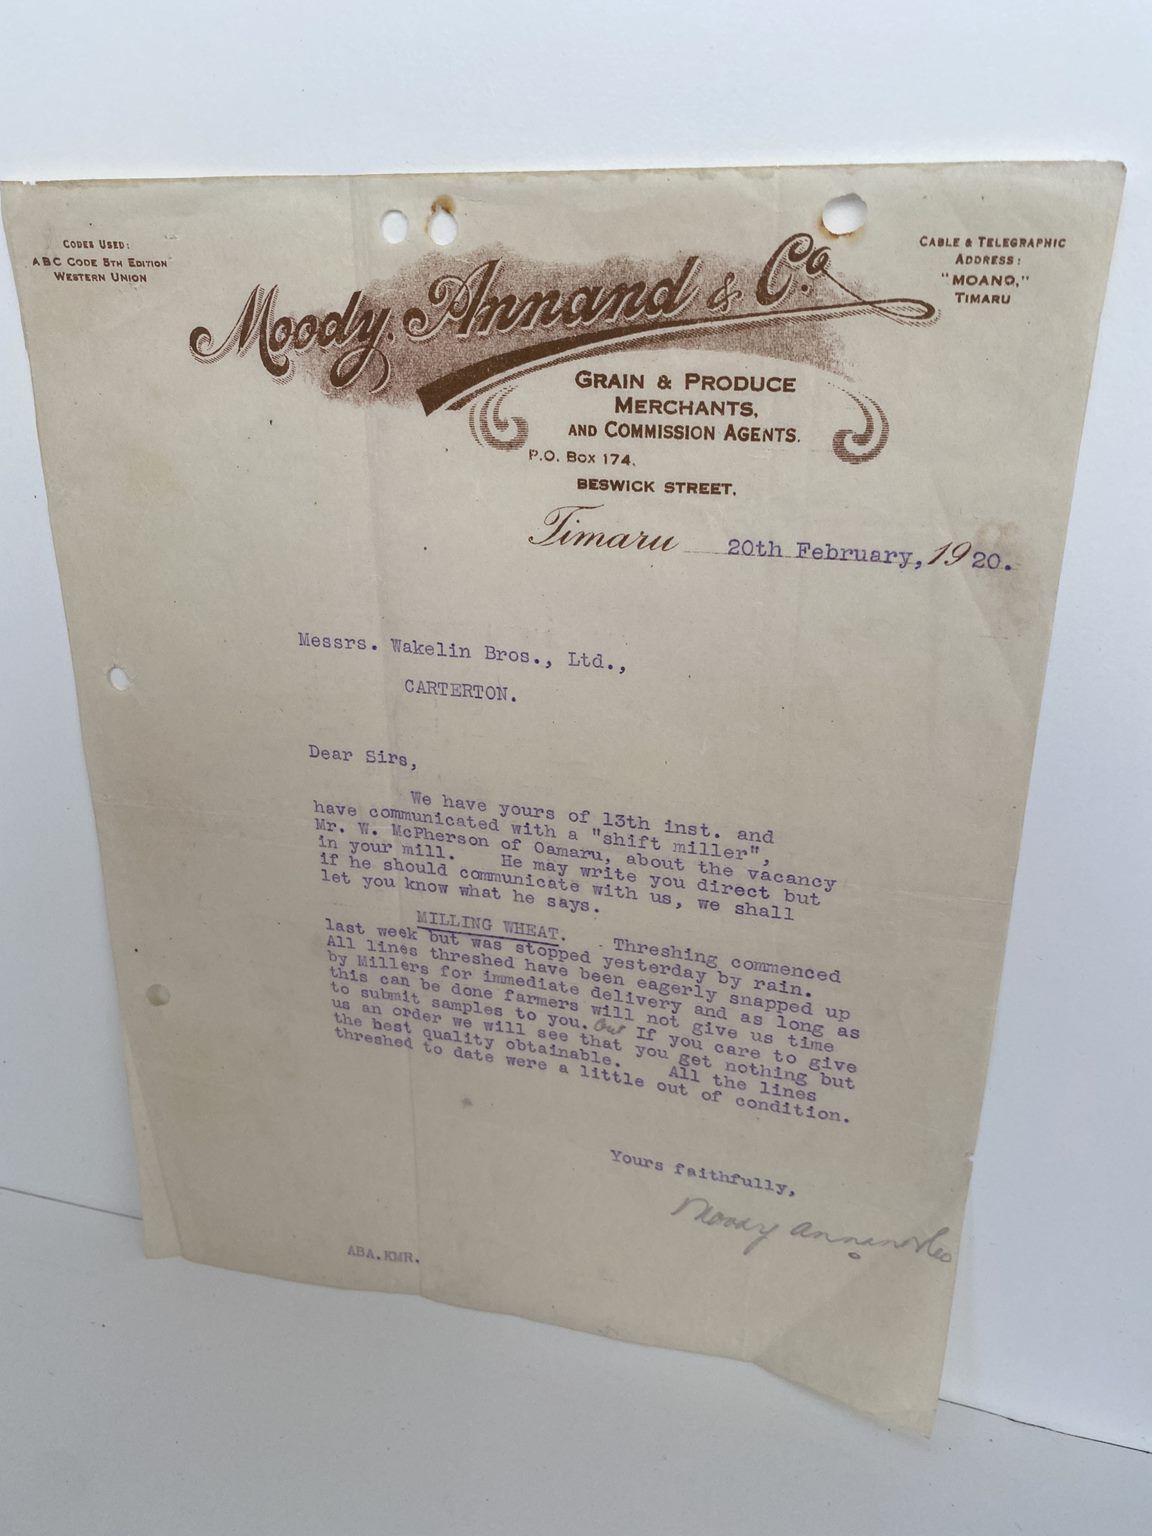 CODES USED:
A B C CODE 5TH EDITION
WESTERN UNION
CABLE & TELEGRAPHIC
ADDRESS:
"MOANO,"
TIMARU
Moody, Annand & Co.
GRAIN & PRODUCE
MERCHANTS,
AND COMMISSION AGENTS.
P.O. BOX 174,
BESWICK STREET,
Timaru 20th February, 1920.
Messrs. Wakelin Bros., Ltd.,
CARTERTON.
Dear Sirs,
We have yours of 13th inst. and
have communicated with a "shift miller",
Mr. W. McPherson of Oamaru, about the vacancy
in your mill. He may write you direct but
if he should communicate with us, we shall
let you know what he says.
MILLING WHEAT. Threshing commenced
last week but was stopped yesterday by rain.
All lines threshed have been eagerly snapped up
by Millers for immediate delivery and as long as
this can be done farmers will not give us time
to submit samples to you. But If you care to give
us an order we will see that you get nothing but
the best quality obtainable. All the lines
threshed to date were a little out of condition.
Yours faithfully,
Moody Annand & Co
ABA.KMR.